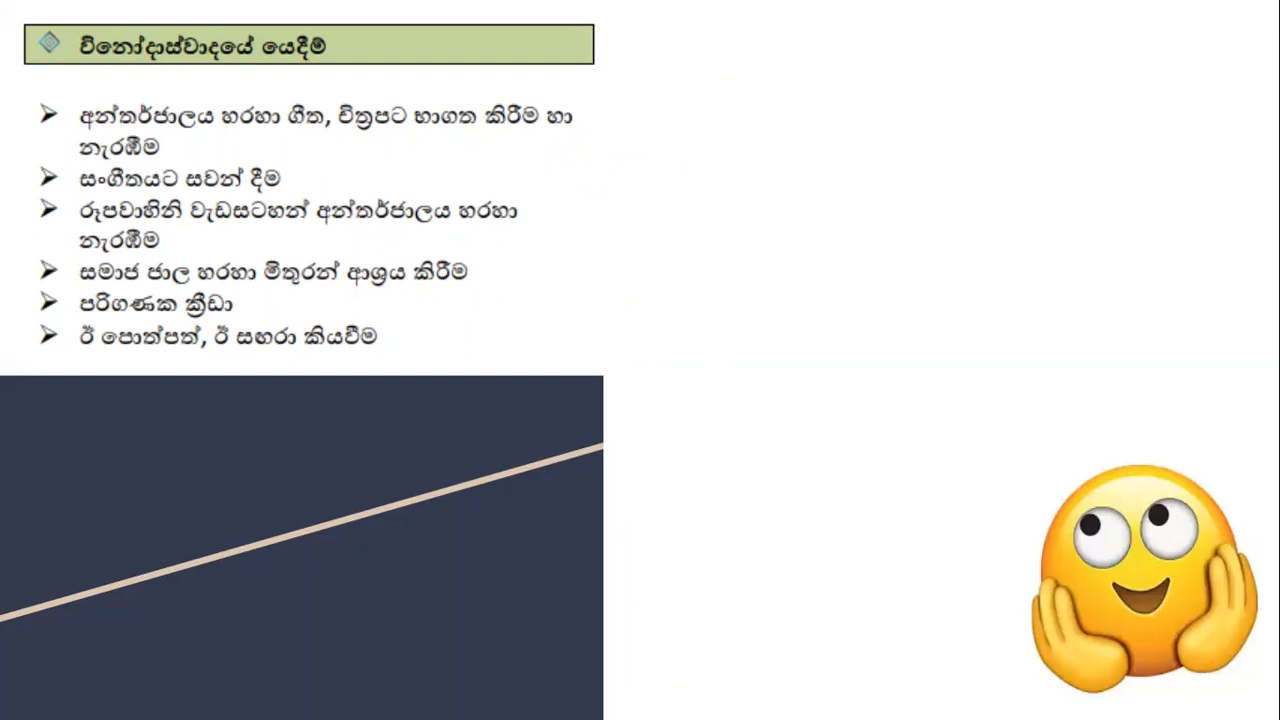 විනෝදාස්වාදයේ යෙදීම්
අන්තර්ජාලය හරහා ගීත, චිත්‍රපට භාගත කිරීම හා
නැරඹීම
සංගීතයට සවන් දීම
රූපවාහිනි වැඩසටහන් අන්තර්ජාලය හරහා
නැරඹීම
සමාජ ජාල හරහා මිතුරන් ආශ්‍රය කිරීම
පරිගණක ක්‍රීඩා
ඊ පොත්පත්, ඊ සඟරා කියවීම